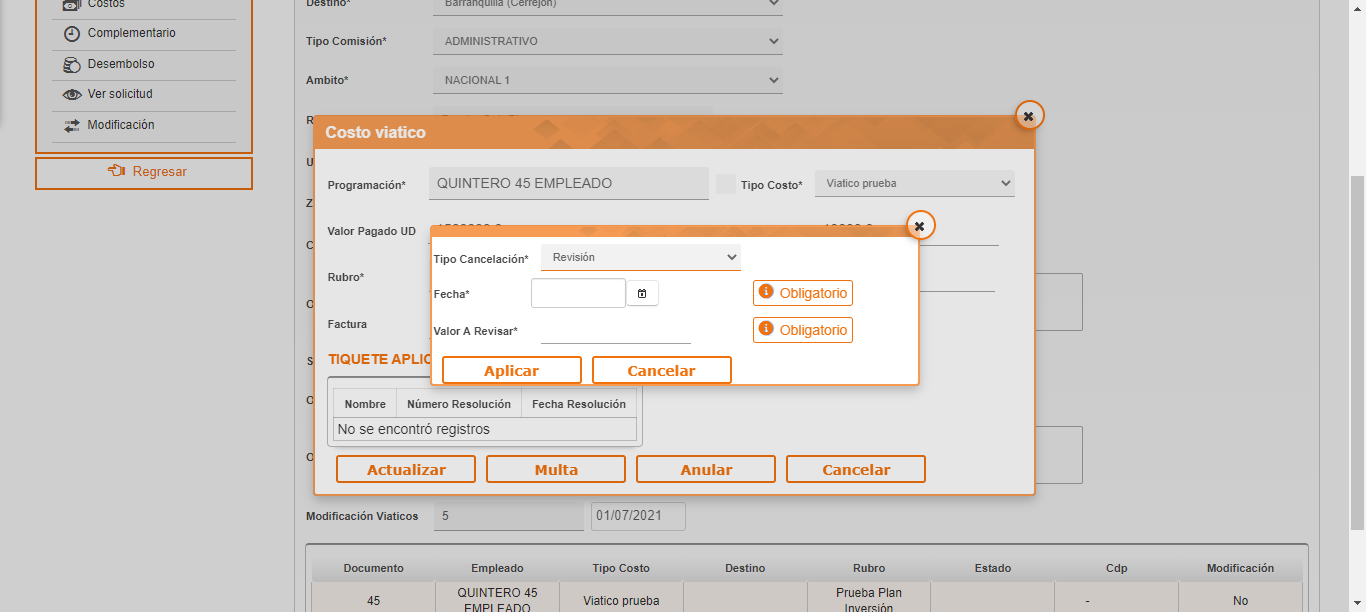 Costos
Complementario
Desembolso
Ver solicitud
Modificación
Regresar
Destino*
Barranquilla (Cerrejon)
Tipo Comisión*
ADMINISTRATIVO
Ambito*
NACIONAL 1
Costo viatico
Programación*
QUINTERO 45 EMPLEADO
Tipo Costo*
Viatico prueba
Valor Pagado UD
Rubro*
Factura
TIQUETE APLIC
Tipo Cancelación*
Revisión
Fecha*
Obligatorio
Valor A Revisar*
Obligatorio
Aplicar
Cancelar
Nombre
Número Resolución
Fecha Resolución
No se encontró registros
Actualizar
Multa
Anular
Cancelar
Modificación Viaticos
5
01/07/2021
Documento
Empleado
Tipo Costo
Destino
Rubro
Estado
Cdp
Modificación
45
QUINTERO 45
EMPLEADO
Viatico prueba
Prueba Plan
Inversión
-
No